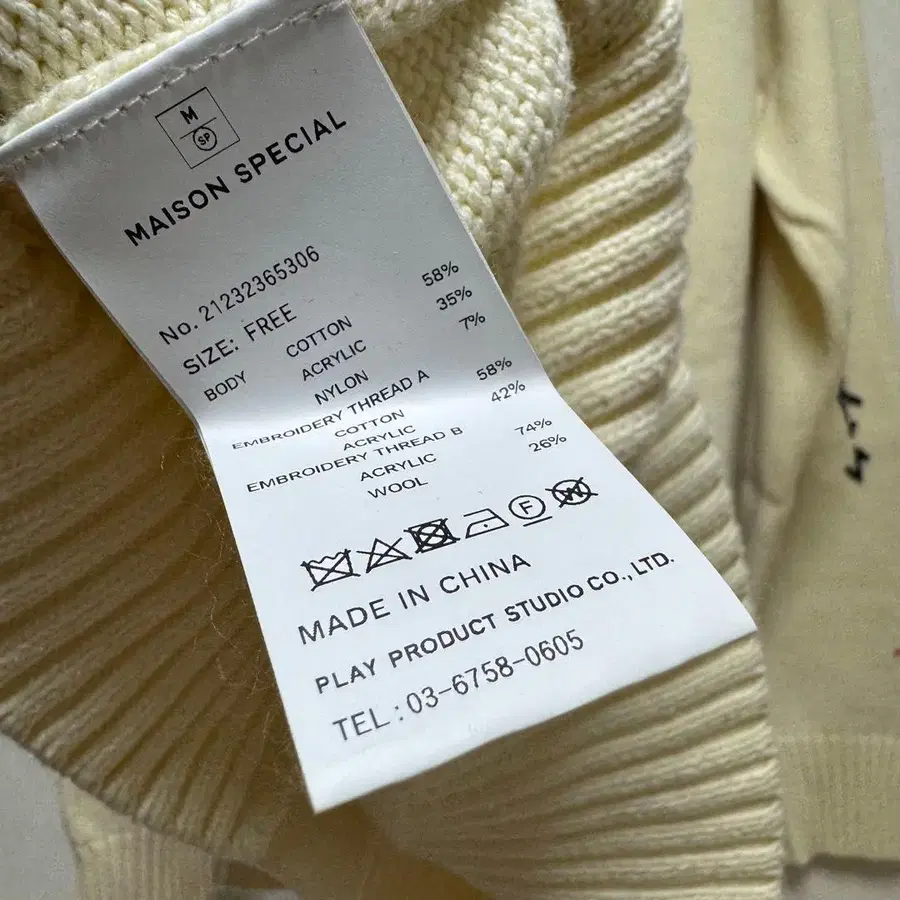 M
SP
MAISON SPECIAL
No. 21232365306
SIZE: FREE
BODY COTTON 58%
ACRYLIC 35%
NYLON 7%
EMBROIDERY THREAD A
COTTON 58%
ACRYLIC 42%
EMBROIDERY THREAD B
ACRYLIC 74%
WOOL 26%
F
W
MADE IN CHINA
PLAY PRODUCT STUDIO CO., LTD.
TEL : 03-6758-0605